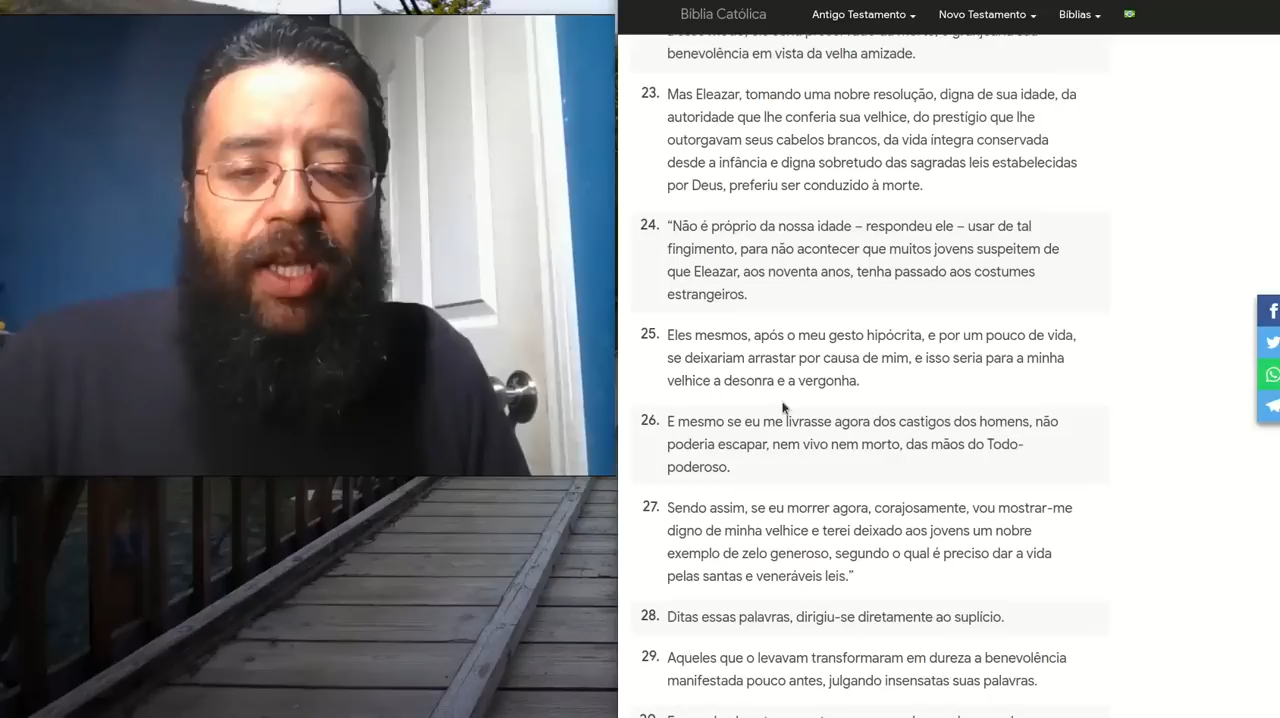 Bíblia Católica
Antigo Testamento
Novo Testamento
Bíblias
benevolência em vista da velha amizade.
23. Mas Eleazar, tomando uma nobre resolução, digna de sua idade, da
autoridade que lhe conferia sua velhice, do prestígio que lhe
outorgavam seus cabelos brancos, da vida íntegra conservada
desde a infância e digna sobretudo das sagradas leis estabelecidas
por Deus, preferiu ser conduzido à morte.
24. “Não é próprio da nossa idade – respondeu ele – usar de tal
fingimento, para não acontecer que muitos jovens suspeitem de
que Eleazar, aos noventa anos, tenha passado aos costumes
estrangeiros.
25. Eles mesmos, após o meu gesto hipócrita, e por um pouco de vida,
se deixariam arrastar por causa de mim, e isso seria para a minha
velhice a desonra e a vergonha.
26. E mesmo se eu me livrasse agora dos castigos dos homens, não
poderia escapar, nem vivo nem morto, das mãos do Todo-
poderoso.
27. Sendo assim, se eu morrer agora, corajosamente, vou mostrar-me
digno de minha velhice e terei deixado aos jovens um nobre
exemplo de zelo generoso, segundo o qual é preciso dar a vida
pelas santas e veneráveis leis.”
28. Ditas essas palavras, dirigiu-se diretamente ao suplício.
29. Aqueles que o levavam transformaram em dureza a benevolência
manifestada pouco antes, julgando insensatas suas palavras.